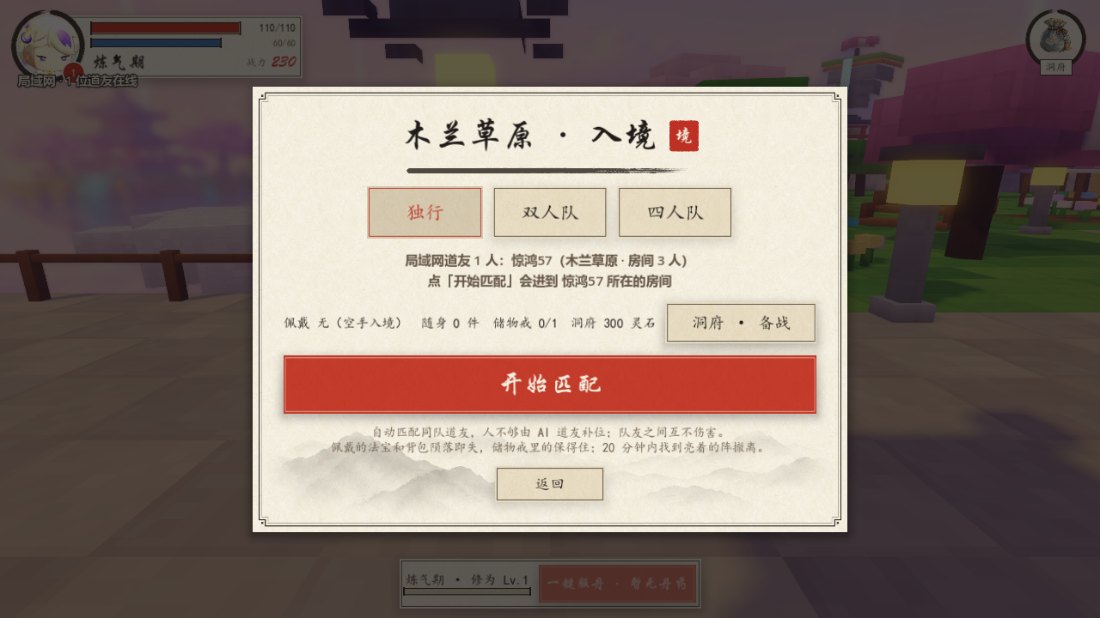 110/110
60/60
炼气期
战力 230
1
局域网·1 位道友在线
洞府
木兰草原 · 入境
境
独行
双人队
四人队
局域网道友 1 人：惊鸿57（木兰草原 · 房间 3 人）
点「开始匹配」会进到 惊鸿57 所在的房间
佩戴 无（空手入境） 随身 0 件 储物戒 0/1 洞府 300 灵石
洞府 · 备战
开始匹配
自动匹配同队道友，人不够由 AI 道友补位；队友之间互不伤害。
佩戴的法宝和背包陨落即失，储物戒里的保得住；20 分钟内找到亮着的阵撤离。
返回
炼气期 · 修为 Lv.1
一键服丹 · 暂无丹药